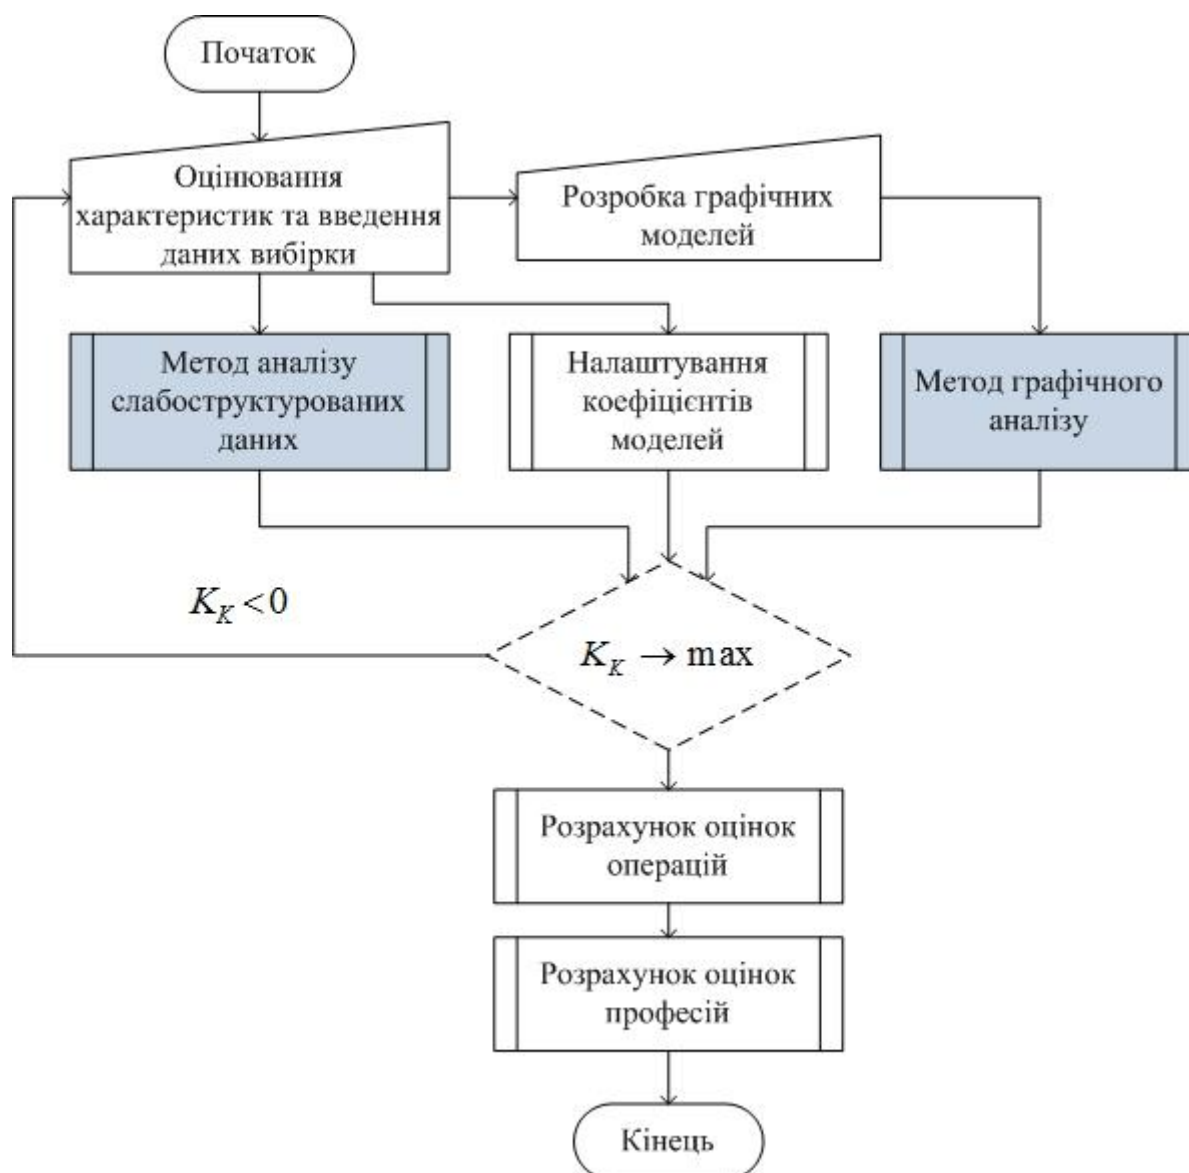 Початок
Оцінювання
характеристик та введення
даних вибірки
Розробка графічних
моделей
Метод аналізу
слабоструктурованих
даних
Налаштування
коефіцієнтів
моделей
Метод графічного
аналізу
K_K < 0
K_K → max
Розрахунок оцінок
операцій
Розрахунок оцінок
професій
Кінець